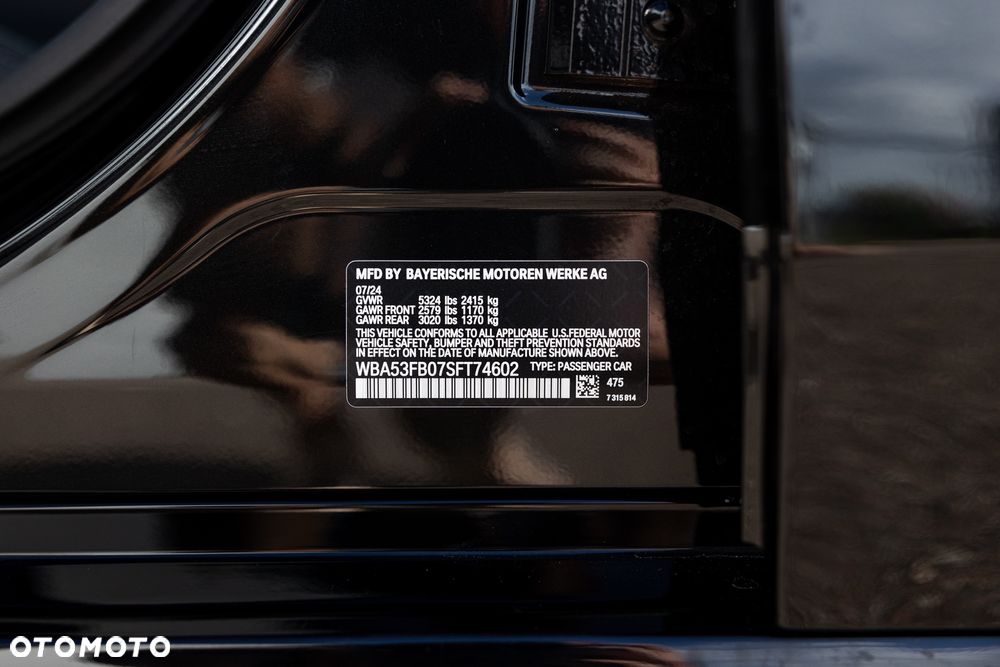 MFD BY BAYERISCHE MOTOREN WERKE AG
07/24
GVWR 5324 lbs 2415 kg
GAWR FRONT 2579 lbs 1170 kg
GAWR REAR 3020 lbs 1370 kg
THIS VEHICLE CONFORMS TO ALL APPLICABLE U.S.FEDERAL MOTOR
VEHICLE SAFETY, BUMPER AND THEFT PREVENTION STANDARDS
IN EFFECT ON THE DATE OF MANUFACTURE SHOWN ABOVE.
WBA53FB07SFT74602 TYPE: PASSENGER CAR
475
7 315 814
OTOMOTO